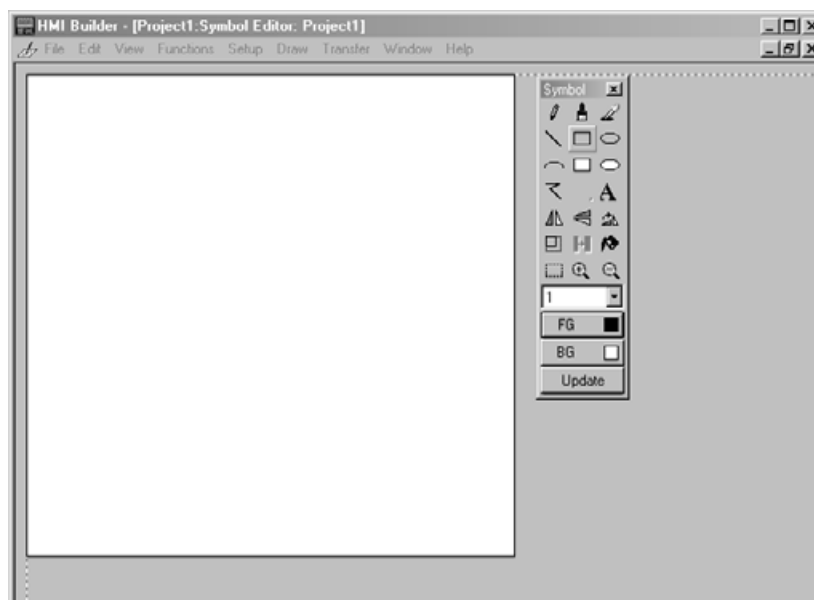 HMI Builder - [Project1:Symbol Editor: Project1]
File Edit View Functions Setup Draw Transfer Window Help
Symbol
A
1
FG
BG
Update